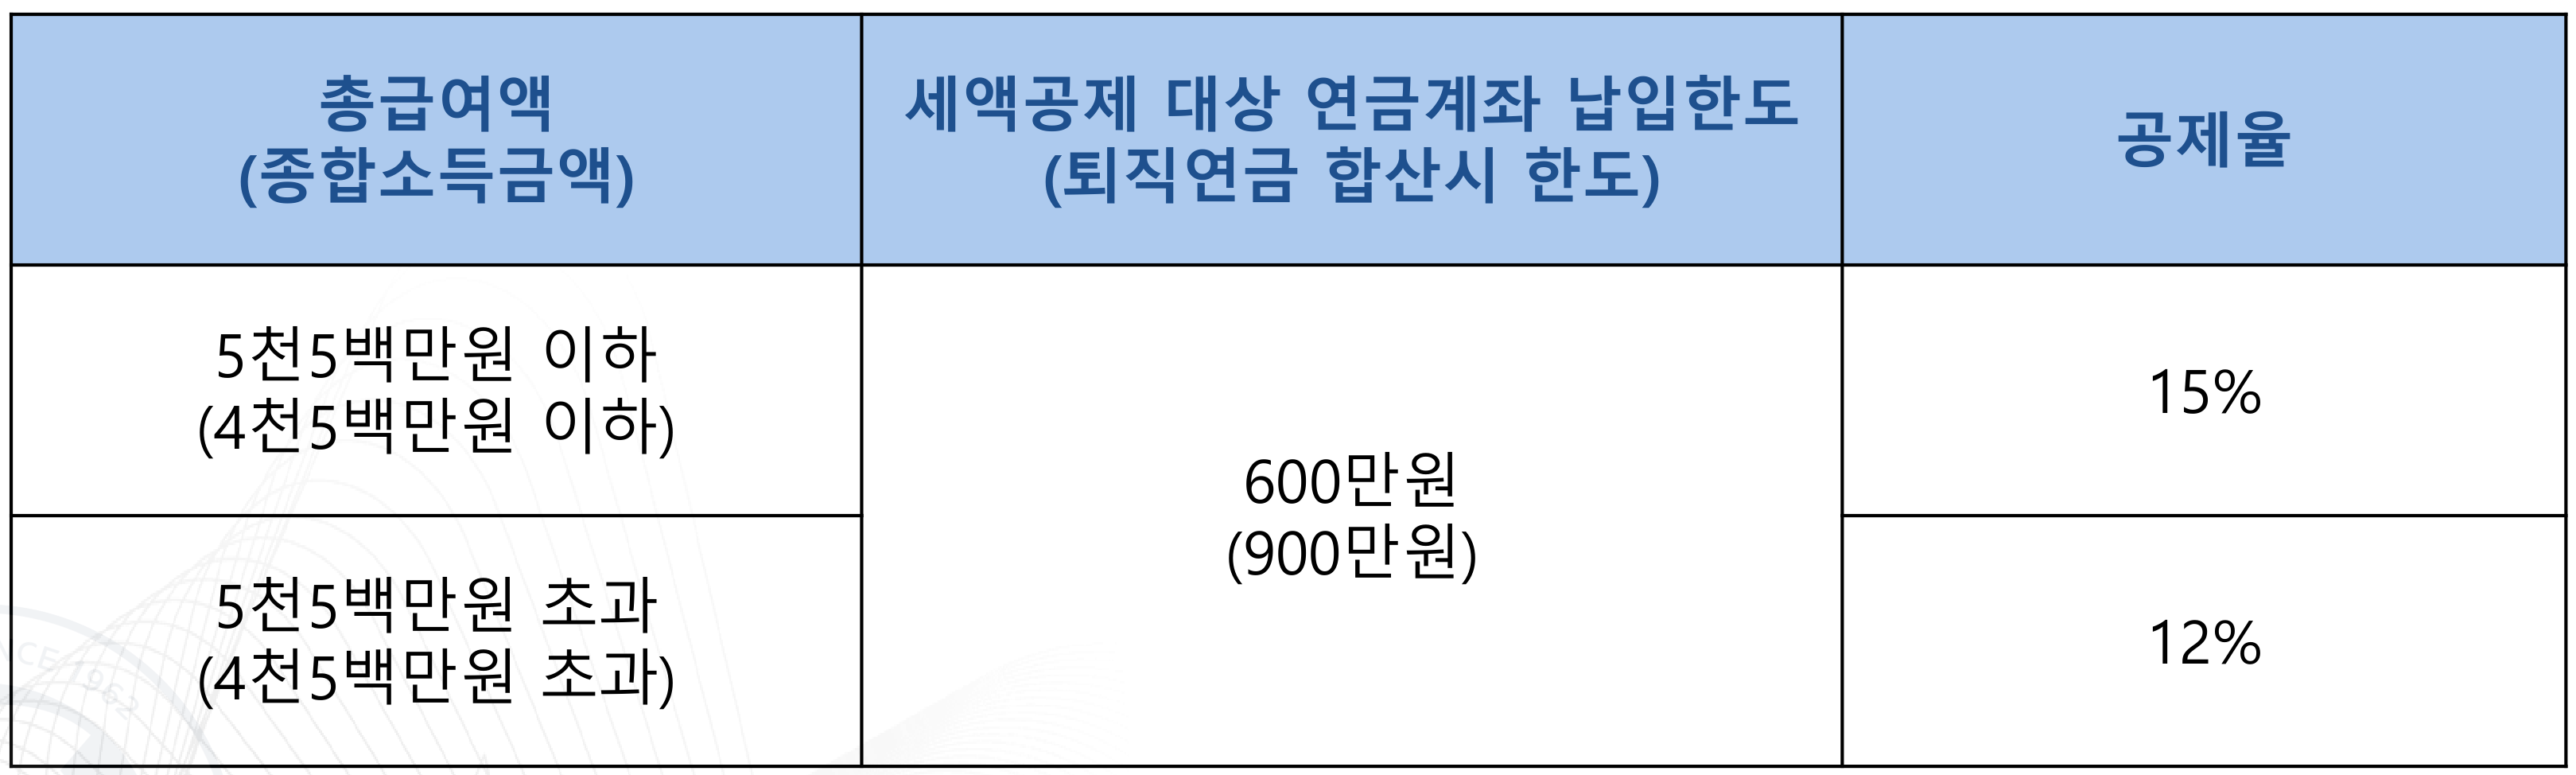 총급여액
(종합소득금액)
세액공제 대상 연금계좌 납입한도
(퇴직연금 합산시 한도)
공제율
5천5백만원 이하
(4천5백만원 이하)
600만원
(900만원)
15%
5천5백만원 초과
(4천5백만원 초과)
12%
1962